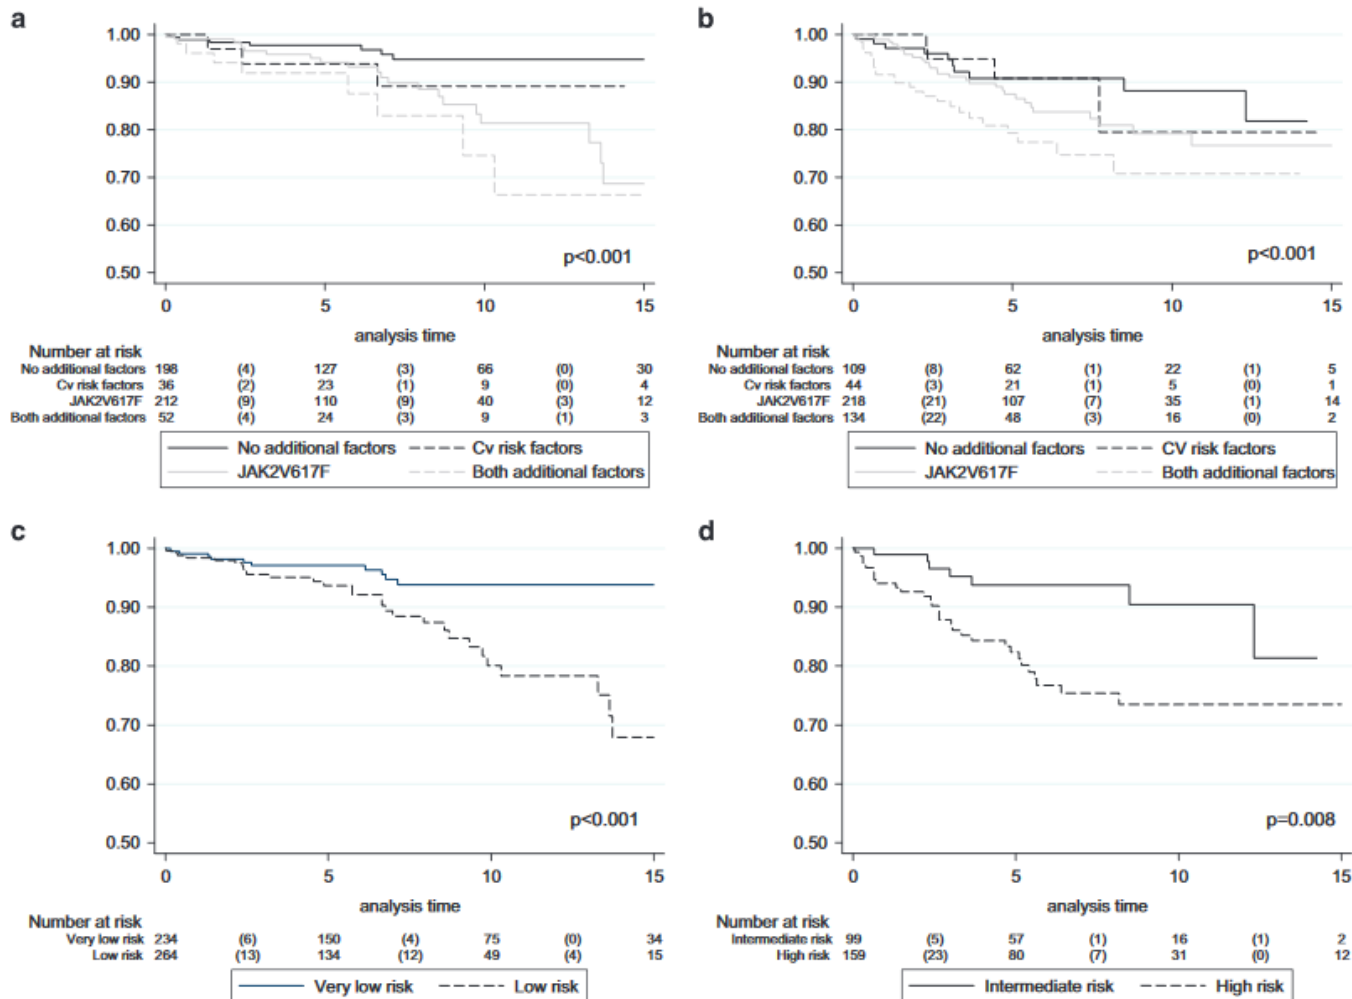 a
1.00
0.90
0.80
0.70
0.60
0.50
p<0.001
0 5 10 15
analysis time
Number at risk
No additional factors 198 (4) 127 (3) 66 (0) 30
Cv risk factors 36 (2) 23 (1) 9 (0) 4
JAK2V617F 212 (9) 110 (9) 40 (3) 12
Both additional factors 52 (4) 24 (3) 9 (1) 3
No additional factors Cv risk factors
JAK2V617F Both additional factors
b
1.00
0.90
0.80
0.70
0.60
0.50
p<0.001
0 5 10 15
analysis time
Number at risk
No additional factors 109 (8) 62 (1) 22 (1) 5
Cv risk factors 44 (3) 21 (1) 5 (0) 1
JAK2V617F 218 (21) 107 (7) 35 (1) 14
Both additional factors 134 (22) 48 (3) 16 (0) 2
No additional factors CV risk factors
JAK2V617F Both additional factors
c
1.00
0.90
0.80
0.70
0.60
0.50
p<0.001
0 5 10 15
analysis time
Number at risk
Very low risk 234 (6) 150 (4) 75 (0) 34
Low risk 264 (13) 134 (12) 49 (4) 15
Very low risk Low risk
d
1.00
0.90
0.80
0.70
0.60
0.50
p=0.008
0 5 10 15
analysis time
Number at risk
Intermediate risk 99 (5) 57 (1) 16 (1) 2
High risk 159 (23) 80 (7) 31 (0) 12
Intermediate risk High risk